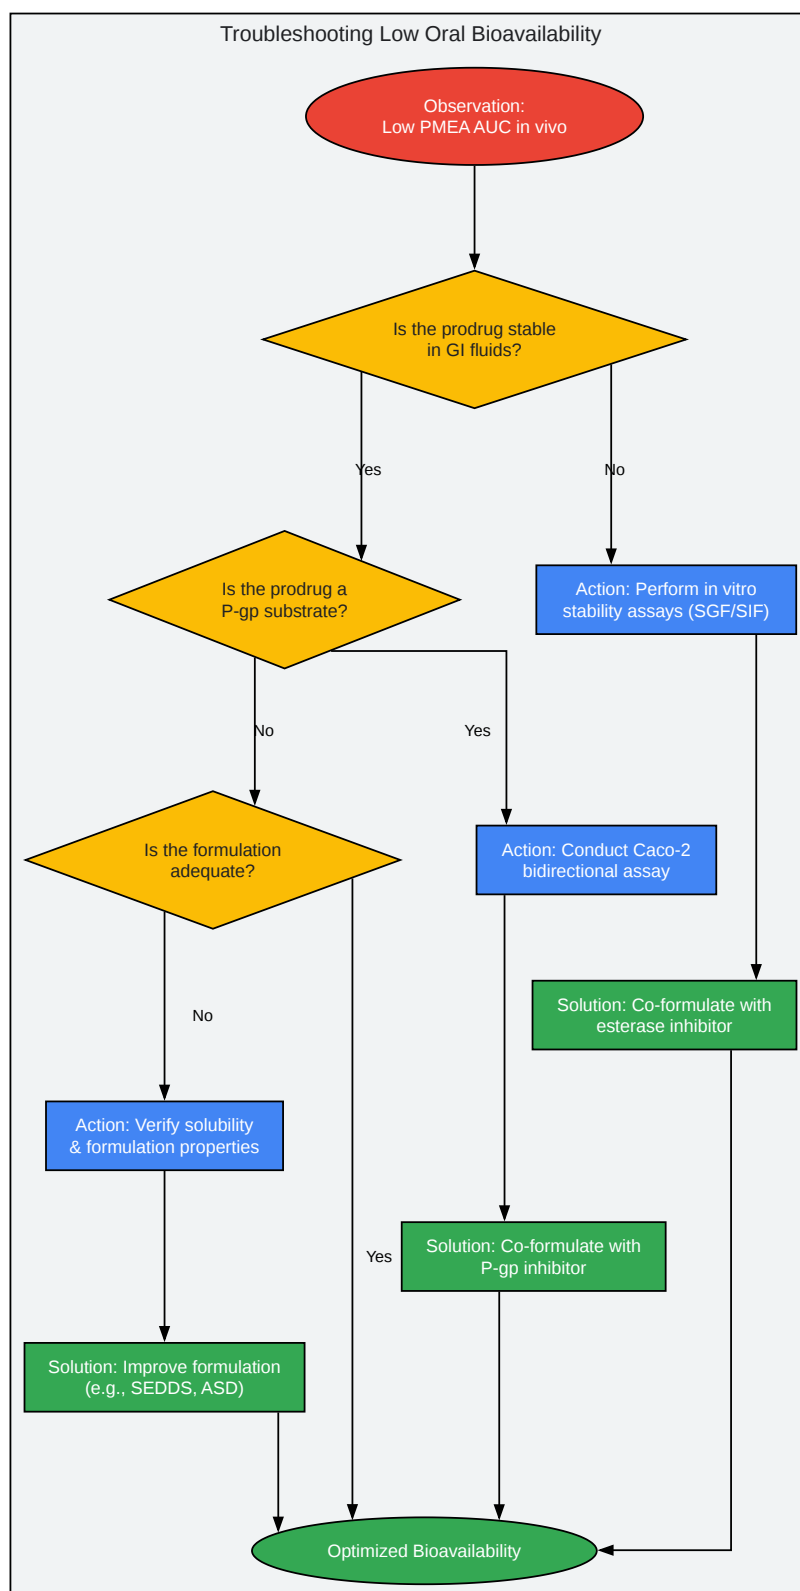 Troubleshooting Low Oral Bioavailability
Observation:
Low PMEA AUC in vivo
Is the prodrug stable
in GI fluids?
Yes
No
Is the prodrug a
P-gp substrate?
Action: Perform in vitro
stability assays (SGF/SIF)
No
Yes
Is the formulation
adequate?
Action: Conduct Caco-2
bidirectional assay
Solution: Co-formulate with
esterase inhibitor
No
Action: Verify solubility
& formulation properties
Yes
Solution: Co-formulate with
P-gp inhibitor
Solution: Improve formulation
(e.g., SEDDS, ASD)
Optimized Bioavailability